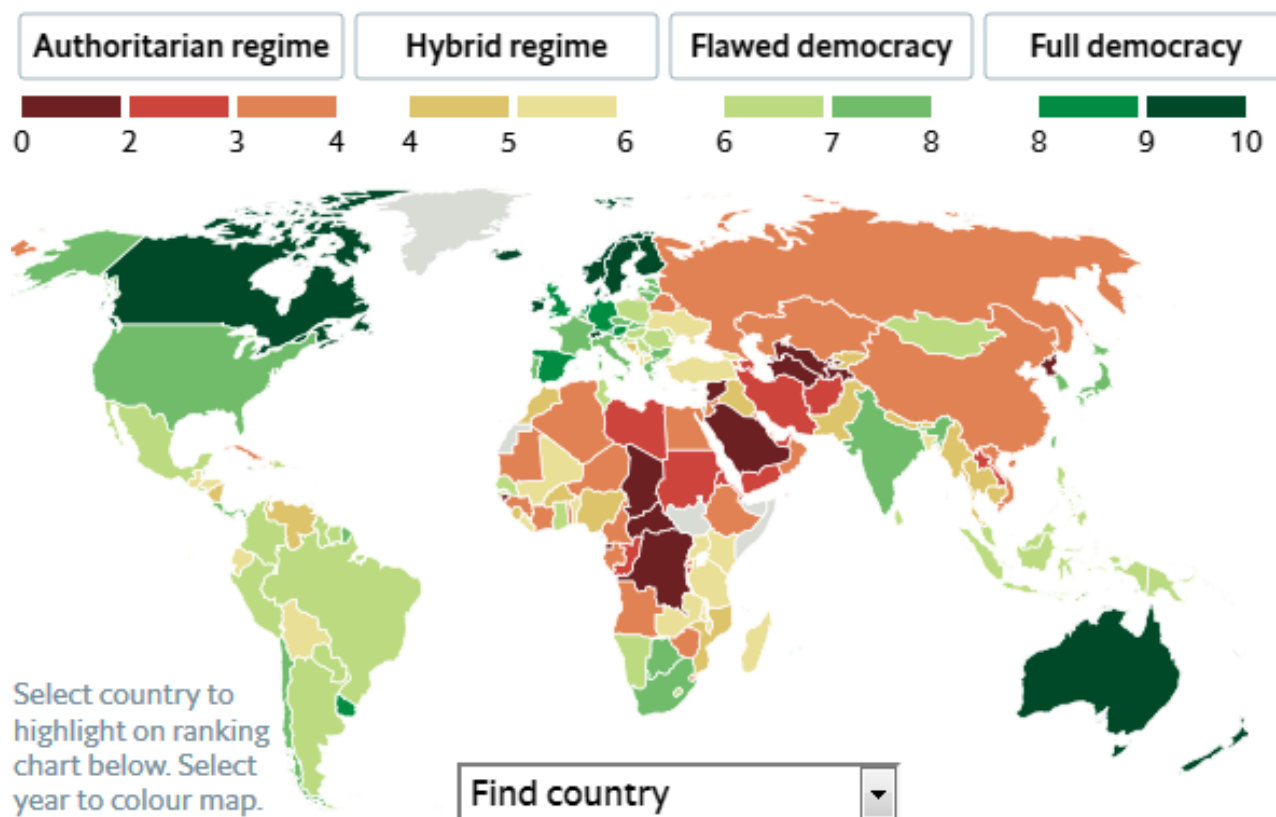 Authoritarian regime Hybrid regime Flawed democracy Full democracy
0 2 3 4 4 5 6 6 7 8 8 9 10
Select country to
highlight on ranking
chart below. Select
year to colour map.
Find country